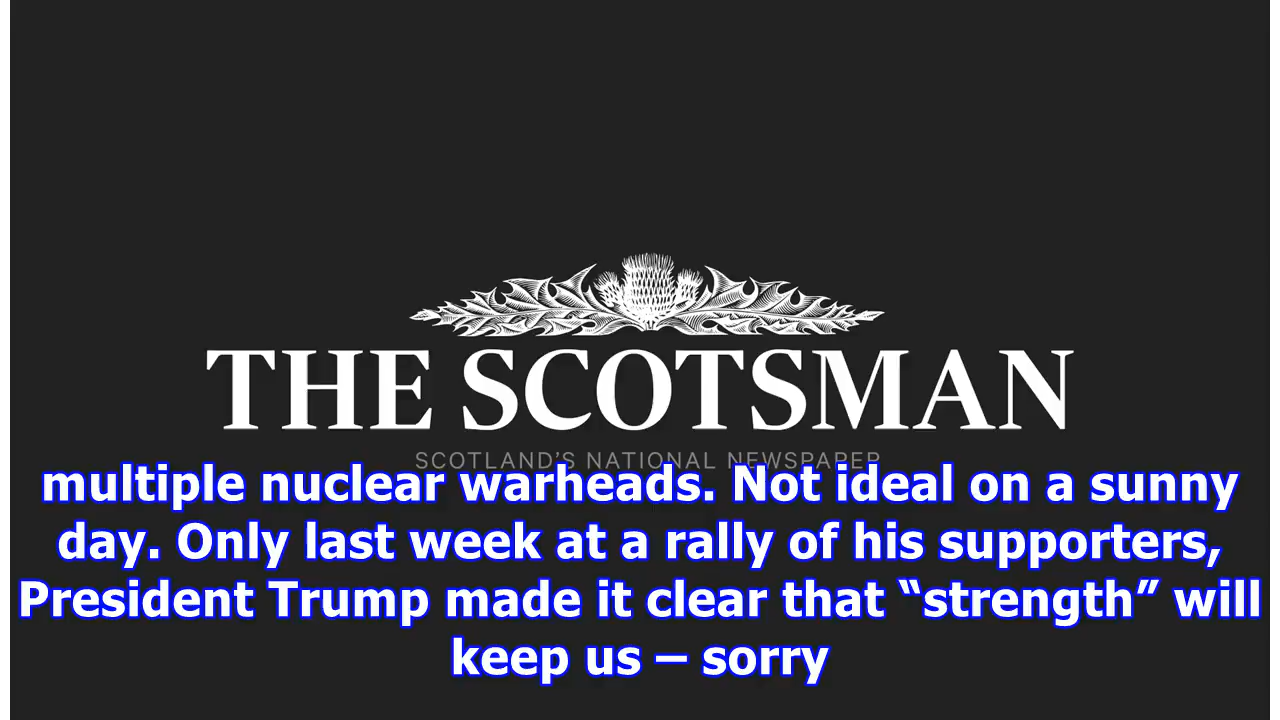 THE SCOTSMAN
SCOTLAND'S NATIONAL NEWSPAPER
multiple nuclear warheads. Not ideal on a sunny
day. Only last week at a rally of his supporters,
President Trump made it clear that “strength” will
keep us – sorry